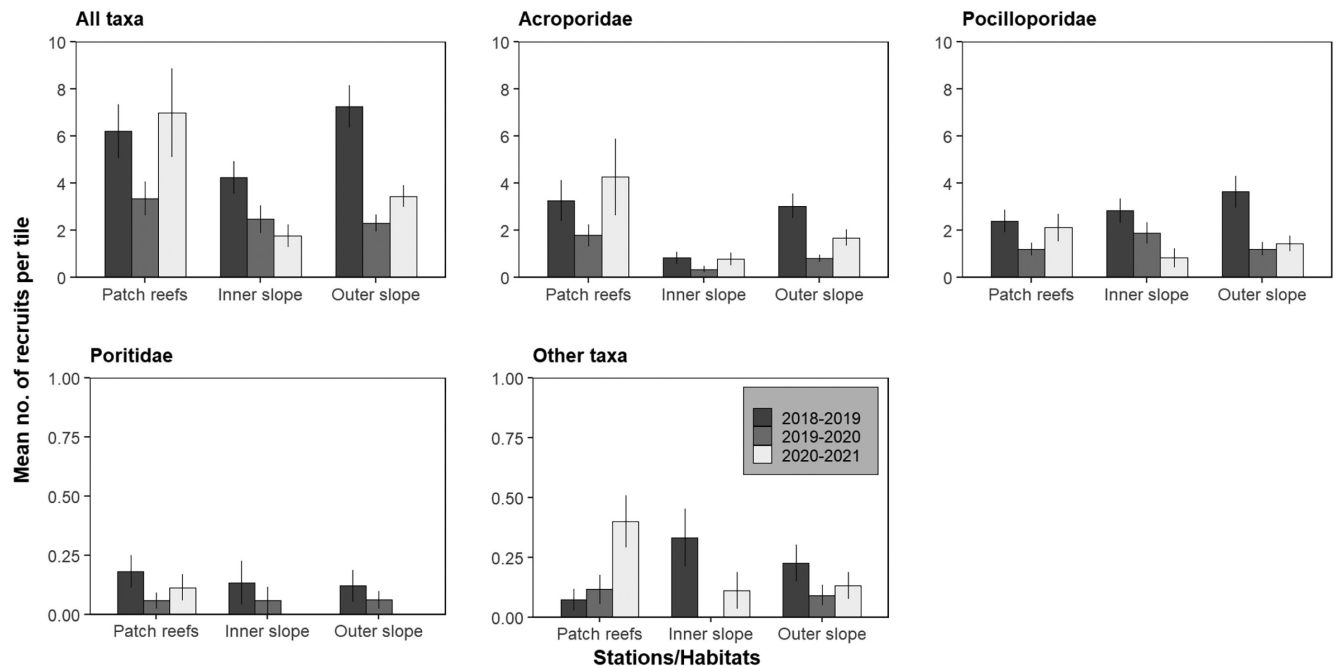 All taxa
10
8
6
4
2
0
Patch reefs Inner slope Outer slope
Acroporidae
10
8
6
4
2
0
Patch reefs Inner slope Outer slope
Pocilloporidae
10
8
6
4
2
0
Patch reefs Inner slope Outer slope
Mean no. of recruits per tile
Poritidae
1.00
0.75
0.50
0.25
0.00
Patch reefs Inner slope Outer slope
Other taxa
1.00
0.75
0.50
0.25
0.00
2018-2019
2019-2020
2020-2021
Patch reefs Inner slope Outer slope
Stations/Habitats